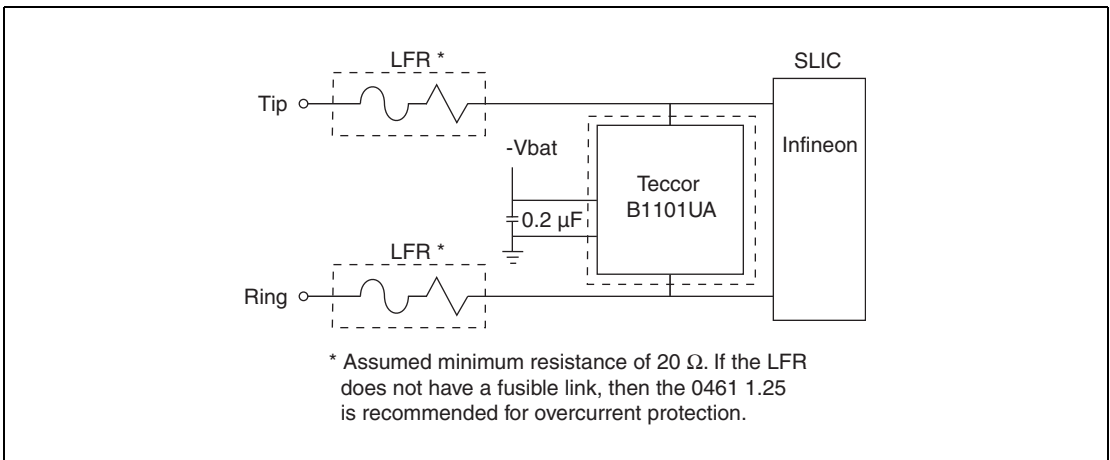 LFR *
SLIC
Tip
Infineon
-Vbat
Teccor
B1101UA
0.2 µF
LFR *
Ring
* Assumed minimum resistance of 20 Ω. If the LFR
does not have a fusible link, then the 0461 1.25
is recommended for overcurrent protection.